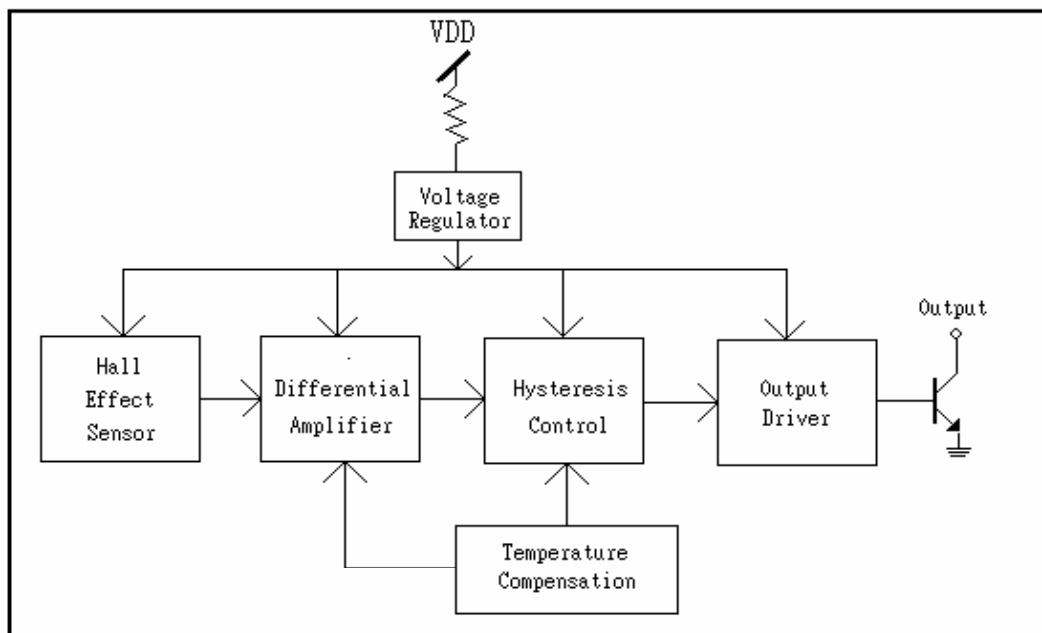 VDD
Voltage
Regulator
Output
Hall
Effect
Sensor
Differential
Amplifier
Hysteresis
Control
Output
Driver
Temperature
Compensation